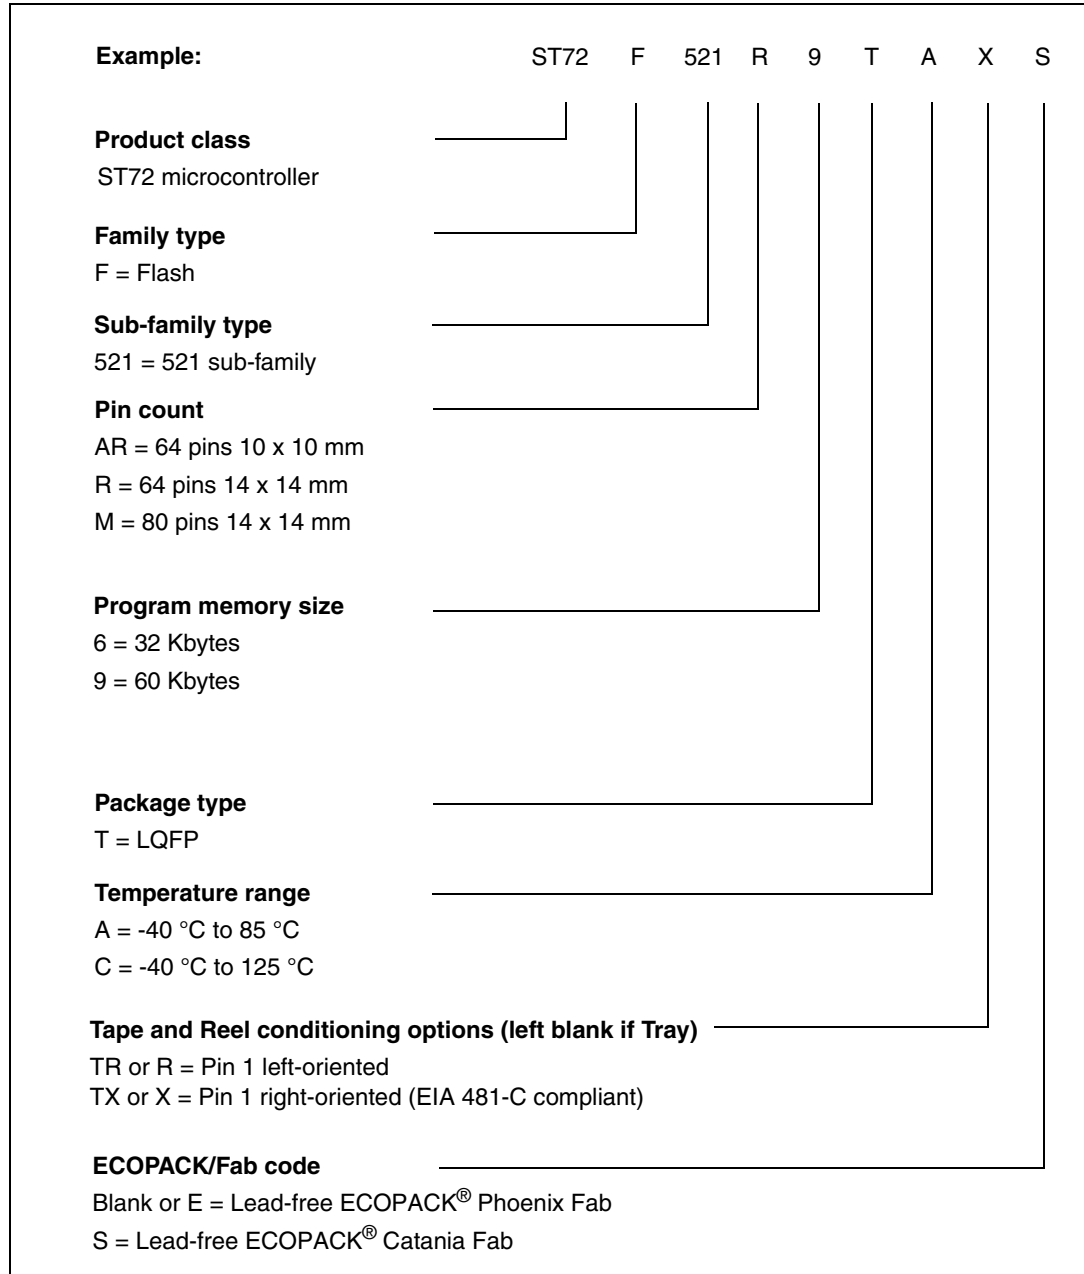 Example: ST72 F 521 R 9 T A X S
Product class
ST72 microcontroller
Family type
F = Flash
Sub-family type
521 = 521 sub-family
Pin count
AR = 64 pins 10 x 10 mm
R = 64 pins 14 x 14 mm
M = 80 pins 14 x 14 mm
Program memory size
6 = 32 Kbytes
9 = 60 Kbytes
Package type
T = LQFP
Temperature range
A = -40 °C to 85 °C
C = -40 °C to 125 °C
Tape and Reel conditioning options (left blank if Tray)
TR or R = Pin 1 left-oriented
TX or X = Pin 1 right-oriented (EIA 481-C compliant)
ECOPACK/Fab code
Blank or E = Lead-free ECOPACK® Phoenix Fab
S = Lead-free ECOPACK® Catania Fab